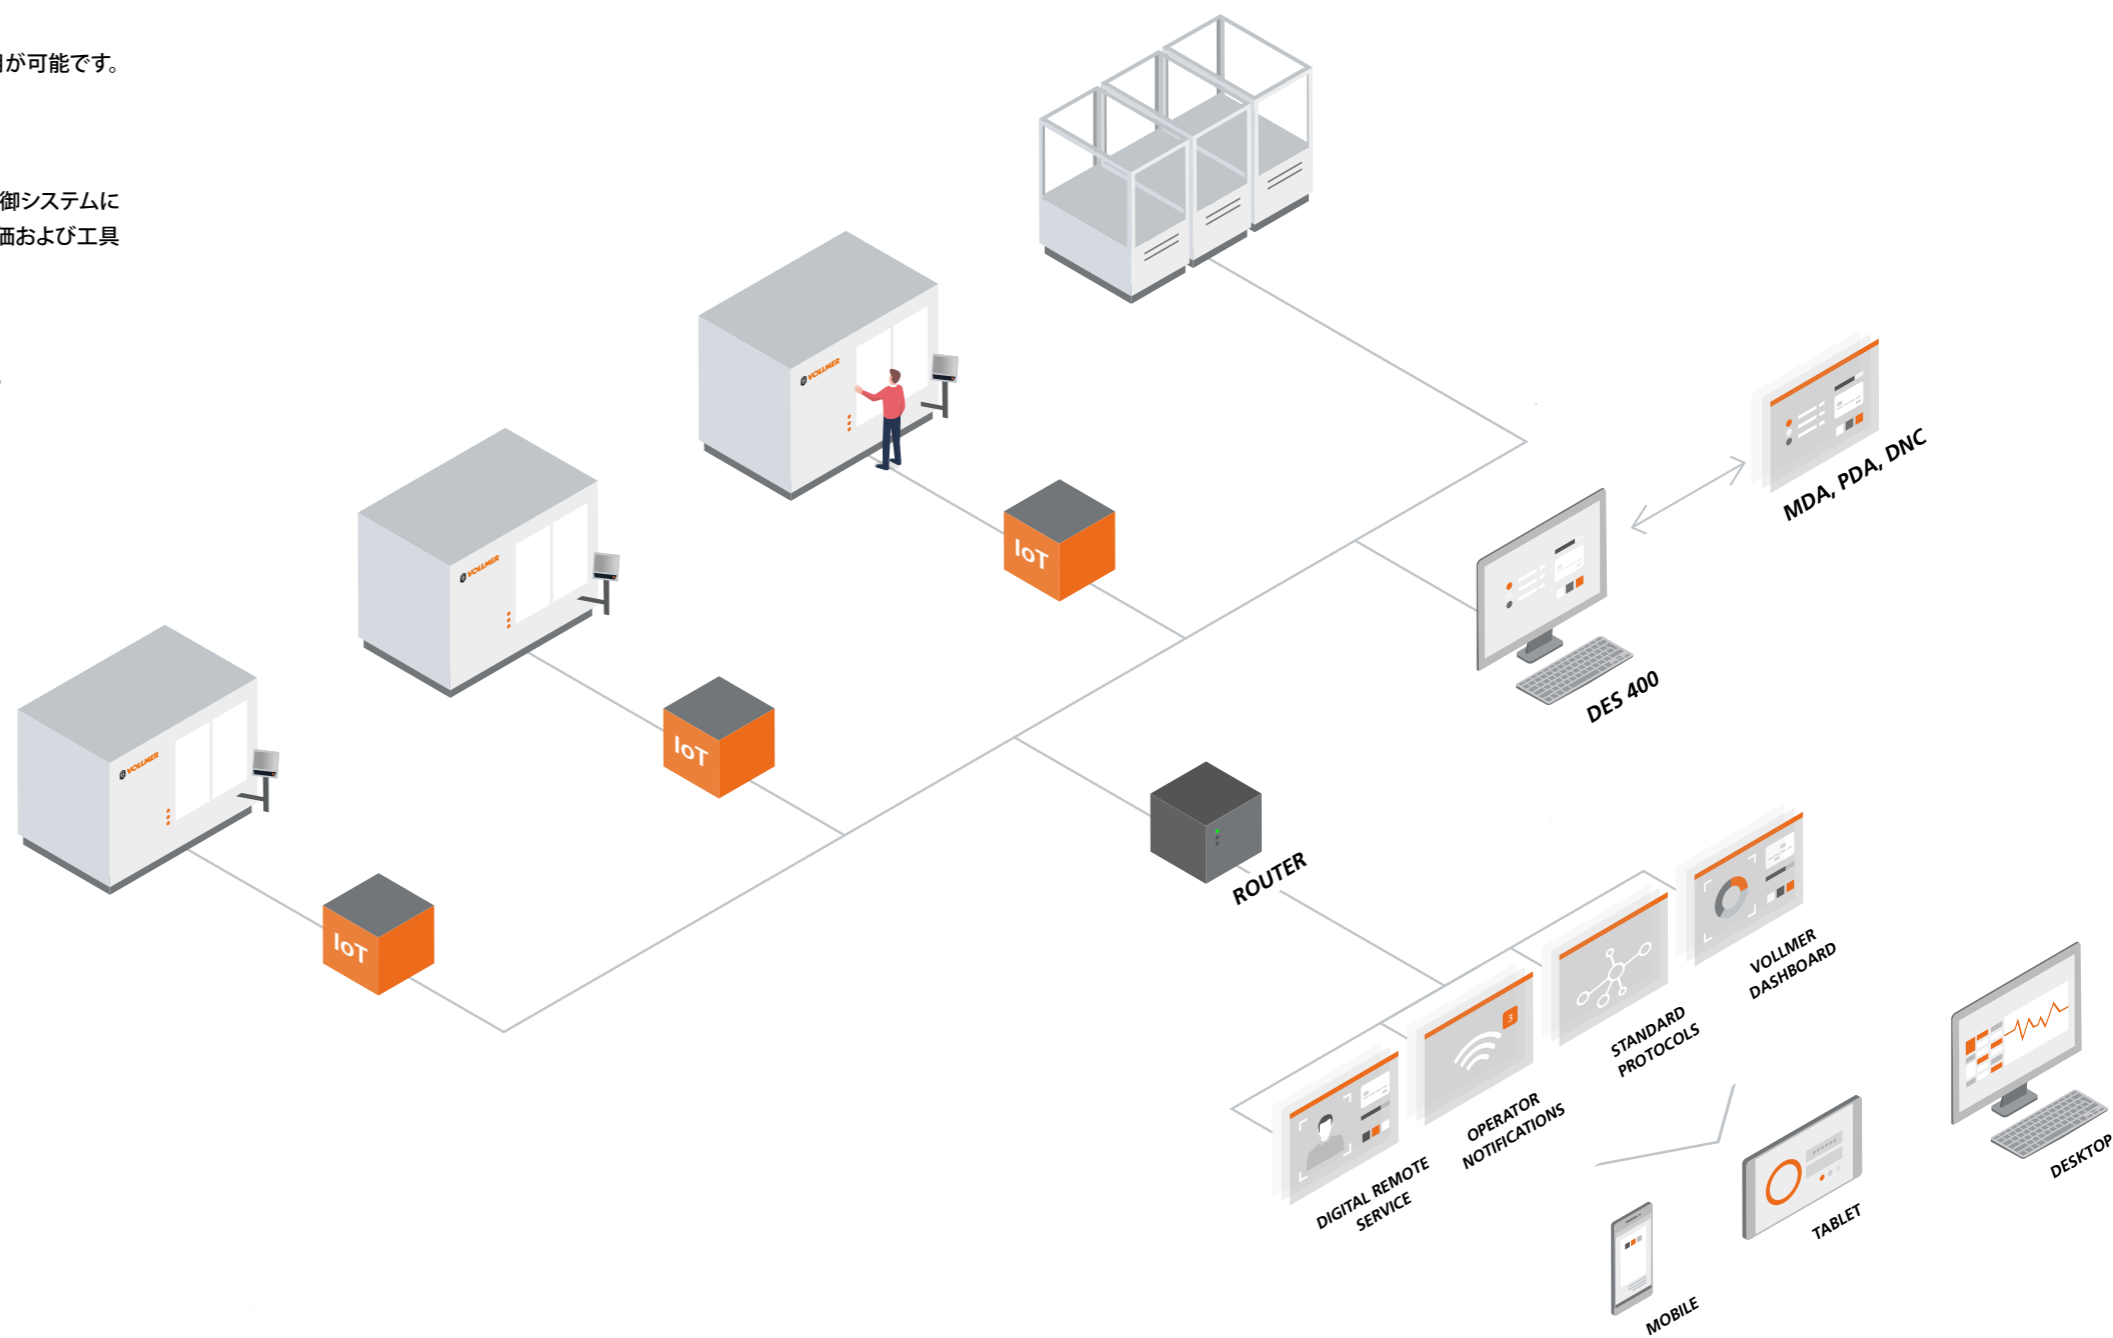 が可能です。
御システムに
価および工具
。
VOLLMER
VOLLMER
VOLLMER
IoT
IoT
IoT
MDA, PDA, DNC
DES 400
ROUTER
VOLLMER
DASHBOARD
STANDARD
PROTOCOLS
3
OPERATOR
NOTIFICATIONS
DIGITAL REMOTE
SERVICE
DESKTOP
TABLET
MOBILE